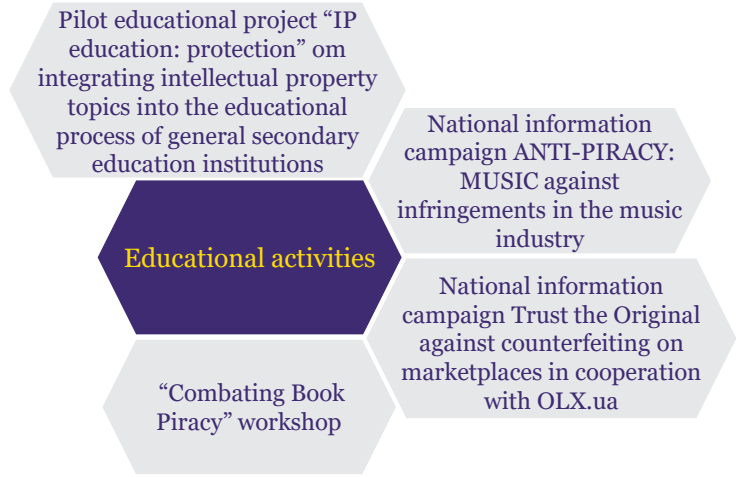 Pilot educational project “IP
education: protection” om
integrating intellectual property
topics into the educational
process of general secondary
education institutions
National information
campaign ANTI-PIRACY:
MUSIC against
infringements in the music
industry
Educational activities
National information
campaign Trust the Original
against counterfeiting on
marketplaces in cooperation
with OLX.ua
“Combating Book
Piracy” workshop